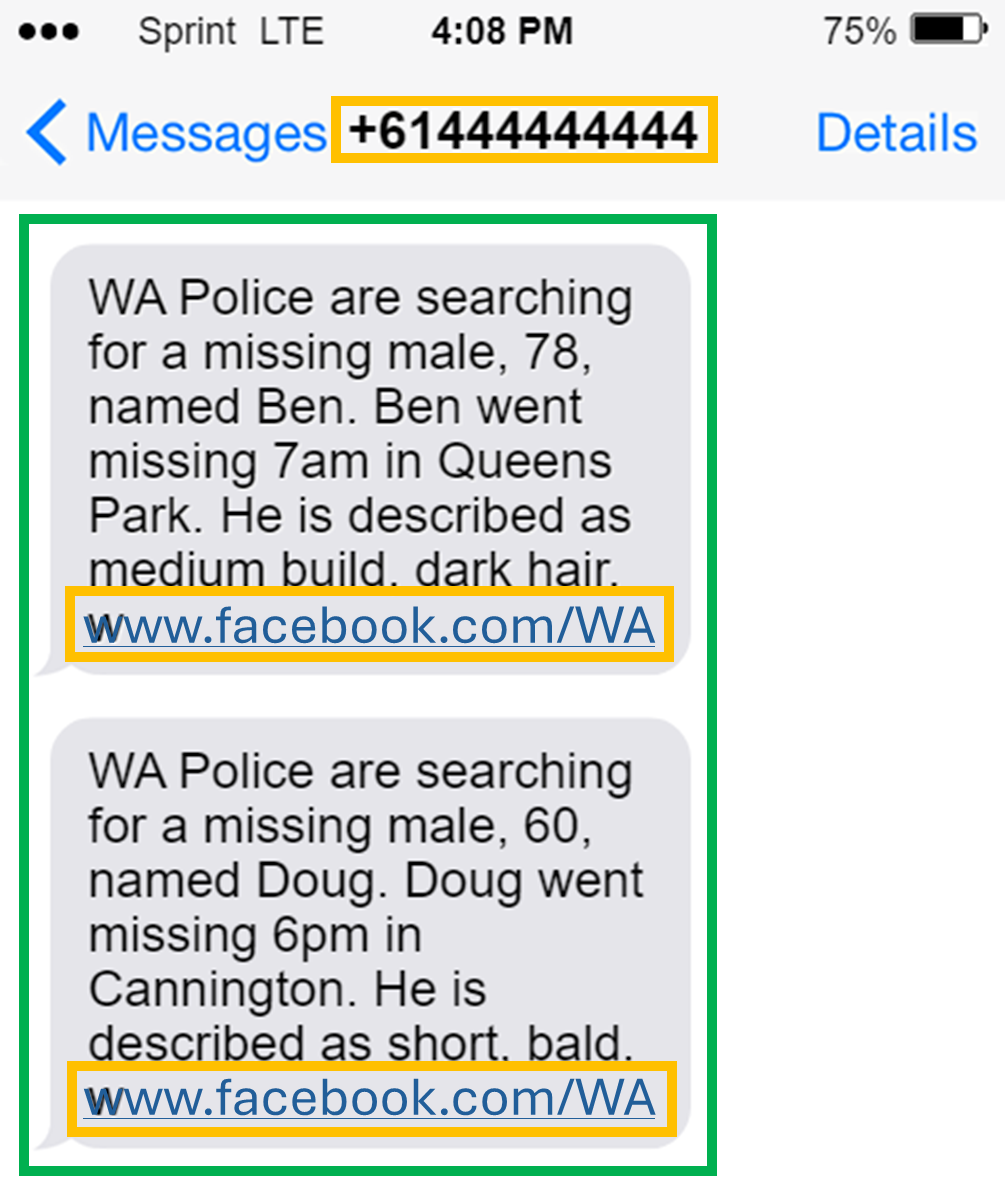 Sprint LTE 4:08 PM 75%
Messages +61444444444 Details
WA Police are searching
for a missing male, 78,
named Ben. Ben went
missing 7am in Queens
Park. He is described as
medium build, dark hair.
www.facebook.com/WA
WA Police are searching
for a missing male, 60,
named Doug. Doug went
missing 6pm in
Cannington. He is
described as short, bald.
www.facebook.com/WA